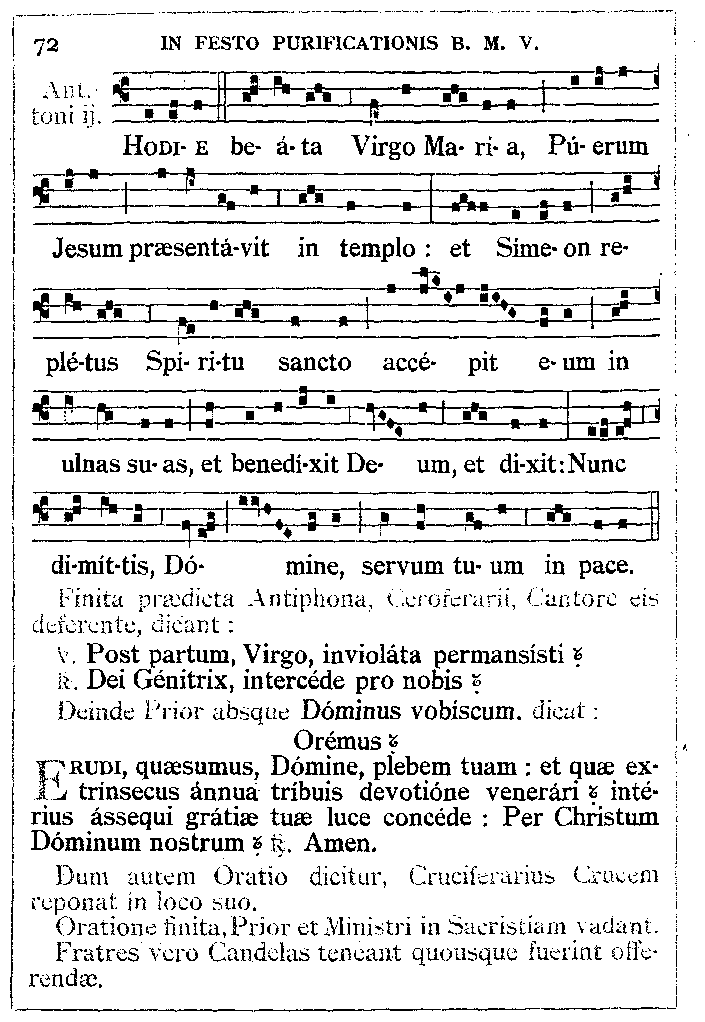 72 IN FESTO PURIFICATIONIS B. M. V.
Ant.
toni ij.
HODI- E be- á- ta Virgo Ma- rí- a, Pú- erum
Jesum præsentá-vit in templo : et Sime- on re-
plé-tus Spí- ri-tu sancto accé- pit e- um in
ulnas su- as, et benedí-xit De- um, et di-xit: Nunc
di-mít-tis, Dó- mine, servum tu- um in pace.
Finita prædicta Antiphona, Ceroferarii, Cantore eis
deferente, dicant :
℣. Post partum, Virgo, invioláta permansísti
℟. Dei Génitrix, intercéde pro nobis
Deinde Prior absque Dóminus vobíscum. dicat :
Orémus
ERUDI, quæsumus, Dómine, plebem tuam : et quæ ex-
trinsecus ánnua tríbuis devotióne venerári inté-
rius ássequi grátiæ tuæ luce concéde : Per Christum
Dóminum nostrum ℟. Amen.
Dum autem Oratio dicitur, Cruciferarius Crucem
reponat in loco suo.
Oratione finita, Prior et Ministri in Sacristiam vadant.
Fratres vero Candelas teneant quousque fuerint offe-
rendæ.